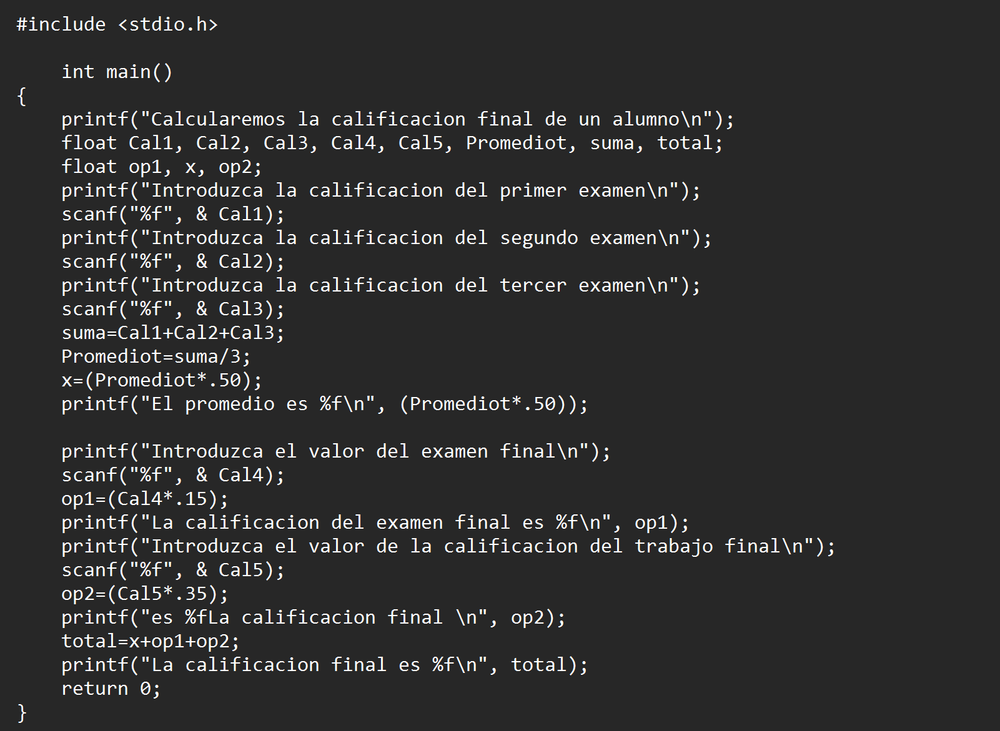 #include <stdio.h>
int main()
{
printf("Calcularemos la calificacion final de un alumno\n");
float Cal1, Cal2, Cal3, Cal4, Cal5, Promediot, suma, total;
float op1, x, op2;
printf("Introduzca la calificacion del primer examen\n");
scanf("%f", & Cal1);
printf("Introduzca la calificacion del segundo examen\n");
scanf("%f", & Cal2);
printf("Introduzca la calificacion del tercer examen\n");
scanf("%f", & Cal3);
suma=Cal1+Cal2+Cal3;
Promediot=suma/3;
x=(Promediot*.50);
printf("El promedio es %f\n", (Promediot*.50));
printf("Introduzca el valor del examen final\n");
scanf("%f", & Cal4);
op1=(Cal4*.15);
printf("La calificacion del examen final es %f\n", op1);
printf("Introduzca el valor de la calificacion del trabajo final\n");
scanf("%f", & Cal5);
op2=(Cal5*.35);
printf("es %fLa calificacion final \n", op2);
total=x+op1+op2;
printf("La calificacion final es %f\n", total);
return 0;
}